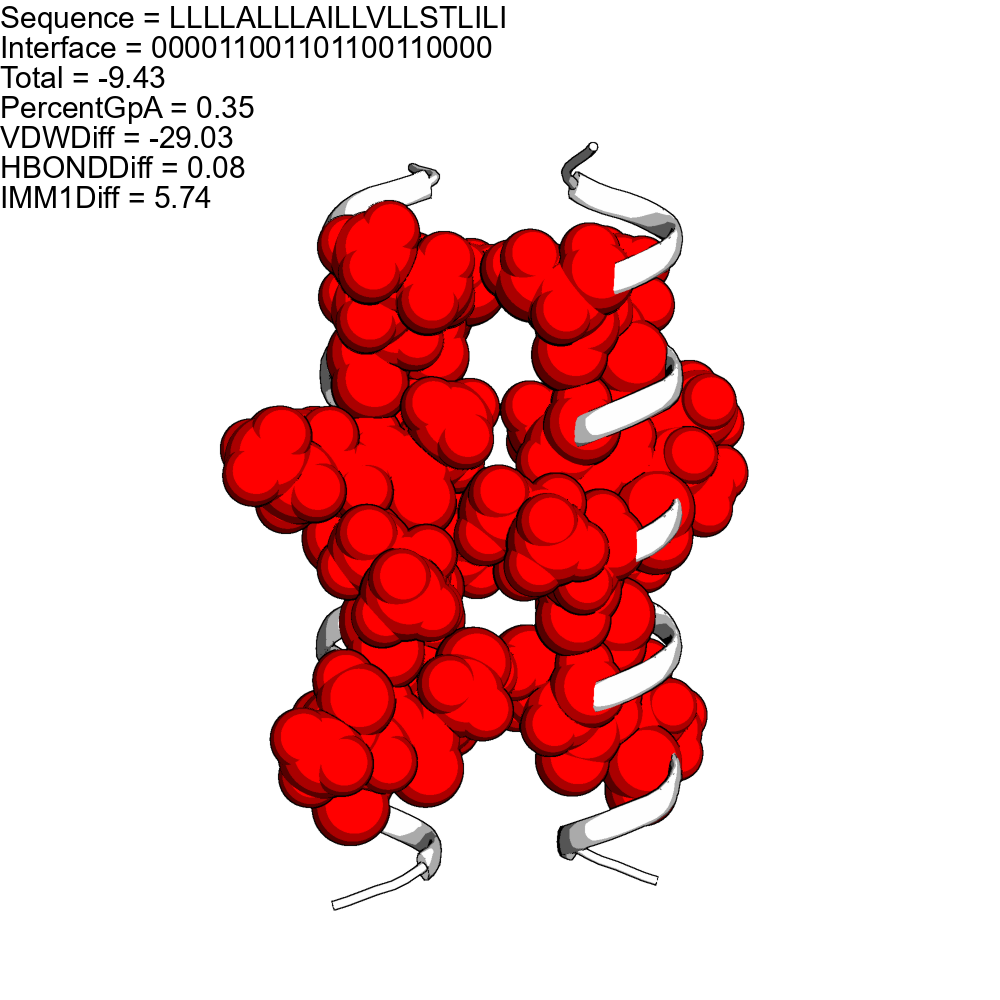 Sequence = LLLLALLLAILLVLLSTLILI
Interface = 000011001101100110000
Total = -9.43
PercentGpA = 0.35
VDWDiff = -29.03
HBONDDiff = 0.08
IMM1Diff = 5.74